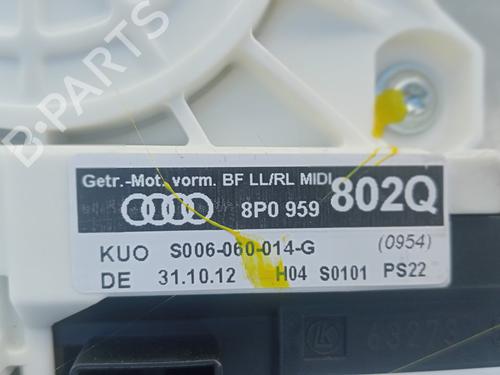 B-PARTS
Getr.-Mot. vorm. BF LL/RL MIDI
8P0 959 802Q
KUO S006-060-014-G (0954)
DE 31.10.12 H04 S0101 PS22